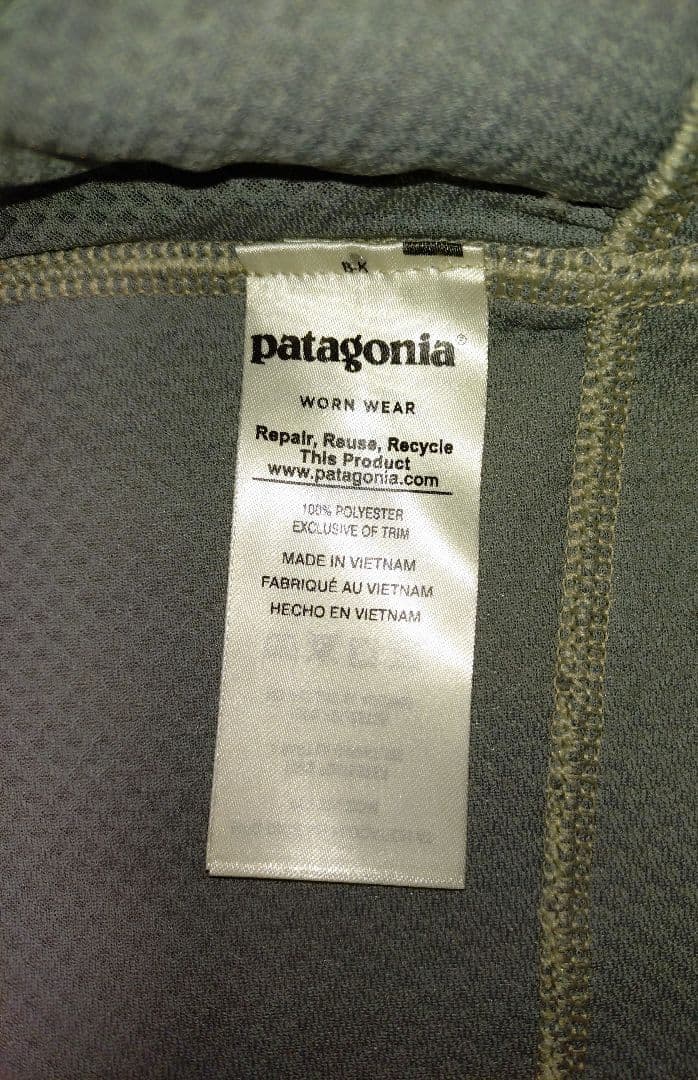 B-K
patagonia®
WORN WEAR
Repair, Reuse, Recycle
This Product
www.patagonia.com
100% POLYESTER
EXCLUSIVE OF TRIM
MADE IN VIETNAM
FABRIQUÉ AU VIETNAM
HECHO EN VIETNAM